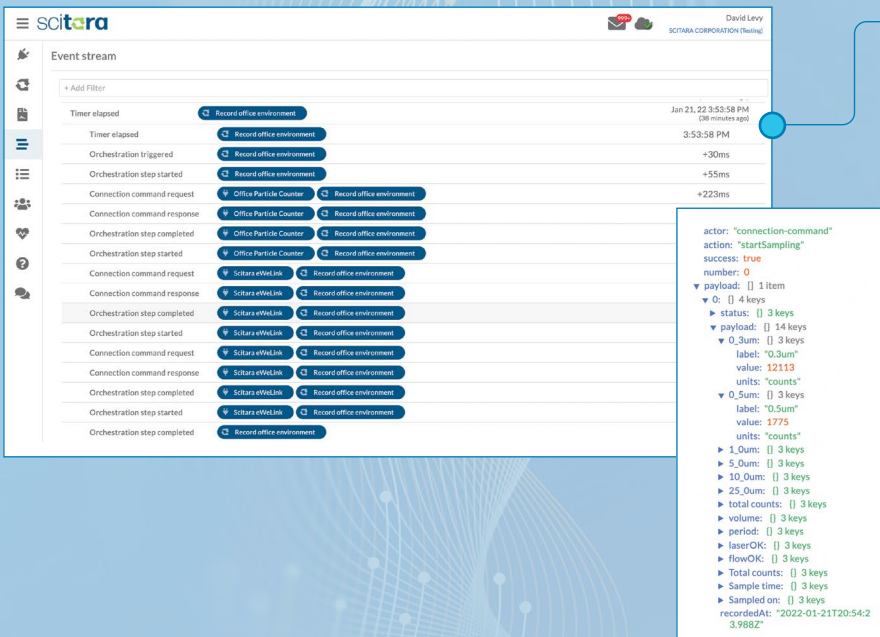 scitara
999+
David Levy
SCITARA CORPORATION (Testing)
Event stream
+ Add Filter
Timer elapsed Record office environment Jan 21, 22 3:53:58 PM
(38 minutes ago)
Timer elapsed Record office environment 3:53:58 PM
Orchestration triggered Record office environment +30ms
Orchestration step started Record office environment +55ms
Connection command request Office Particle Counter Record office environment +223ms
Connection command response Office Particle Counter Record office environment
Orchestration step completed Office Particle Counter Record office environment
Orchestration step started Office Particle Counter Record office environment
Connection command request Scitara eWeLink Record office environment
Connection command response Scitara eWeLink Record office environment
Orchestration step completed Scitara eWeLink Record office environment
Orchestration step started Scitara eWeLink Record office environment
Connection command request Scitara eWeLink Record office environment
Connection command response Scitara eWeLink Record office environment
Orchestration step completed Scitara eWeLink Record office environment
Orchestration step started Scitara eWeLink Record office environment
Orchestration step completed Record office environment
actor: "connection-command"
action: "startSampling"
success: true
number: 0
payload: [] 1 item
0: {} 4 keys
status: {} 3 keys
payload: {} 14 keys
0_3um: {} 3 keys
label: "0.3um"
value: 12113
units: "counts"
0_5um: {} 3 keys
label: "0.5um"
value: 1775
units: "counts"
1_0um: {} 3 keys
5_0um: {} 3 keys
10_0um: {} 3 keys
25_0um: {} 3 keys
total counts: {} 3 keys
volume: {} 3 keys
period: {} 3 keys
laserOK: {} 3 keys
flowOK: {} 3 keys
Total counts: {} 3 keys
Sample time: {} 3 keys
Sampled on: {} 3 keys
recordedAt: "2022-01-21T20:54:2
3.988Z"